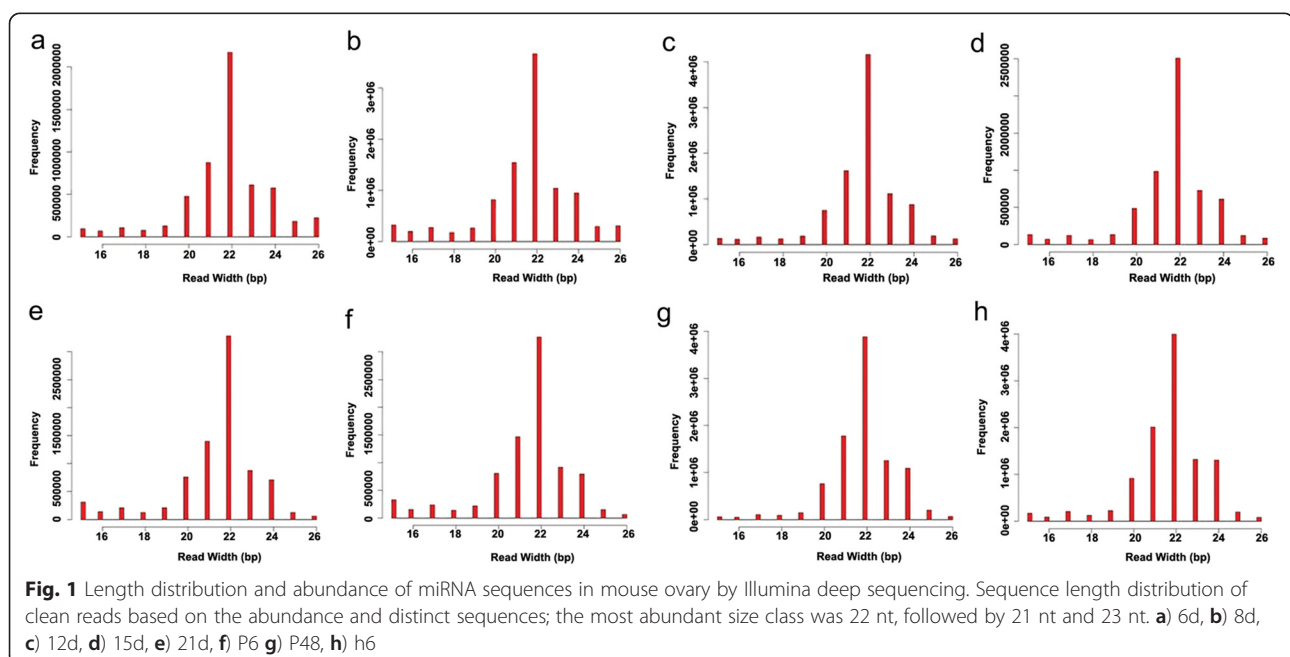 a
Frequency
0 500000 1000000 1500000 2000000
16 18 20 22 24 26
Read Width (bp)
b
Frequency
0e+00 1e+06 2e+06 3e+06
16 18 20 22 24 26
Read Width (bp)
c
Frequency
0e+00 1e+06 2e+06 3e+06 4e+06
16 18 20 22 24 26
Read Width (bp)
d
Frequency
0 500000 1500000 2500000
16 18 20 22 24 26
Read Width (bp)
e
Frequency
0 500000 1500000 2500000
16 18 20 22 24 26
Read Width (bp)
f
Frequency
0 500000 1500000 2500000
16 18 20 22 24 26
Read Width (bp)
g
Frequency
0e+00 1e+06 2e+06 3e+06 4e+06
16 18 20 22 24 26
Read Width (bp)
h
Frequency
0e+00 1e+06 2e+06 3e+06 4e+06
16 18 20 22 24 26
Read Width (bp)
Fig. 1 Length distribution and abundance of miRNA sequences in mouse ovary by Illumina deep sequencing. Sequence length distribution of
clean reads based on the abundance and distinct sequences; the most abundant size class was 22 nt, followed by 21 nt and 23 nt. a) 6d, b) 8d,
c) 12d, d) 15d, e) 21d, f) P6 g) P48, h) h6